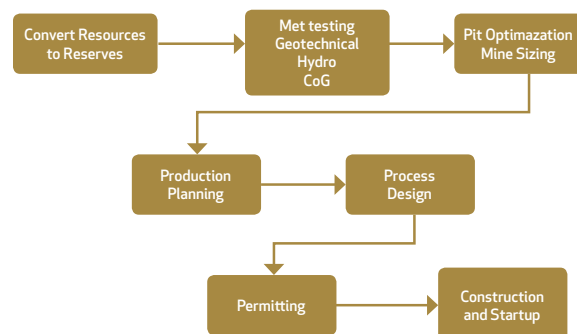 Convert Resources
to Reserves
Met testing
Geotechnical
Hydro
CoG
Pit Optimazation
Mine Sizing
Production
Planning
Process
Design
Permitting
Construction
and Startup